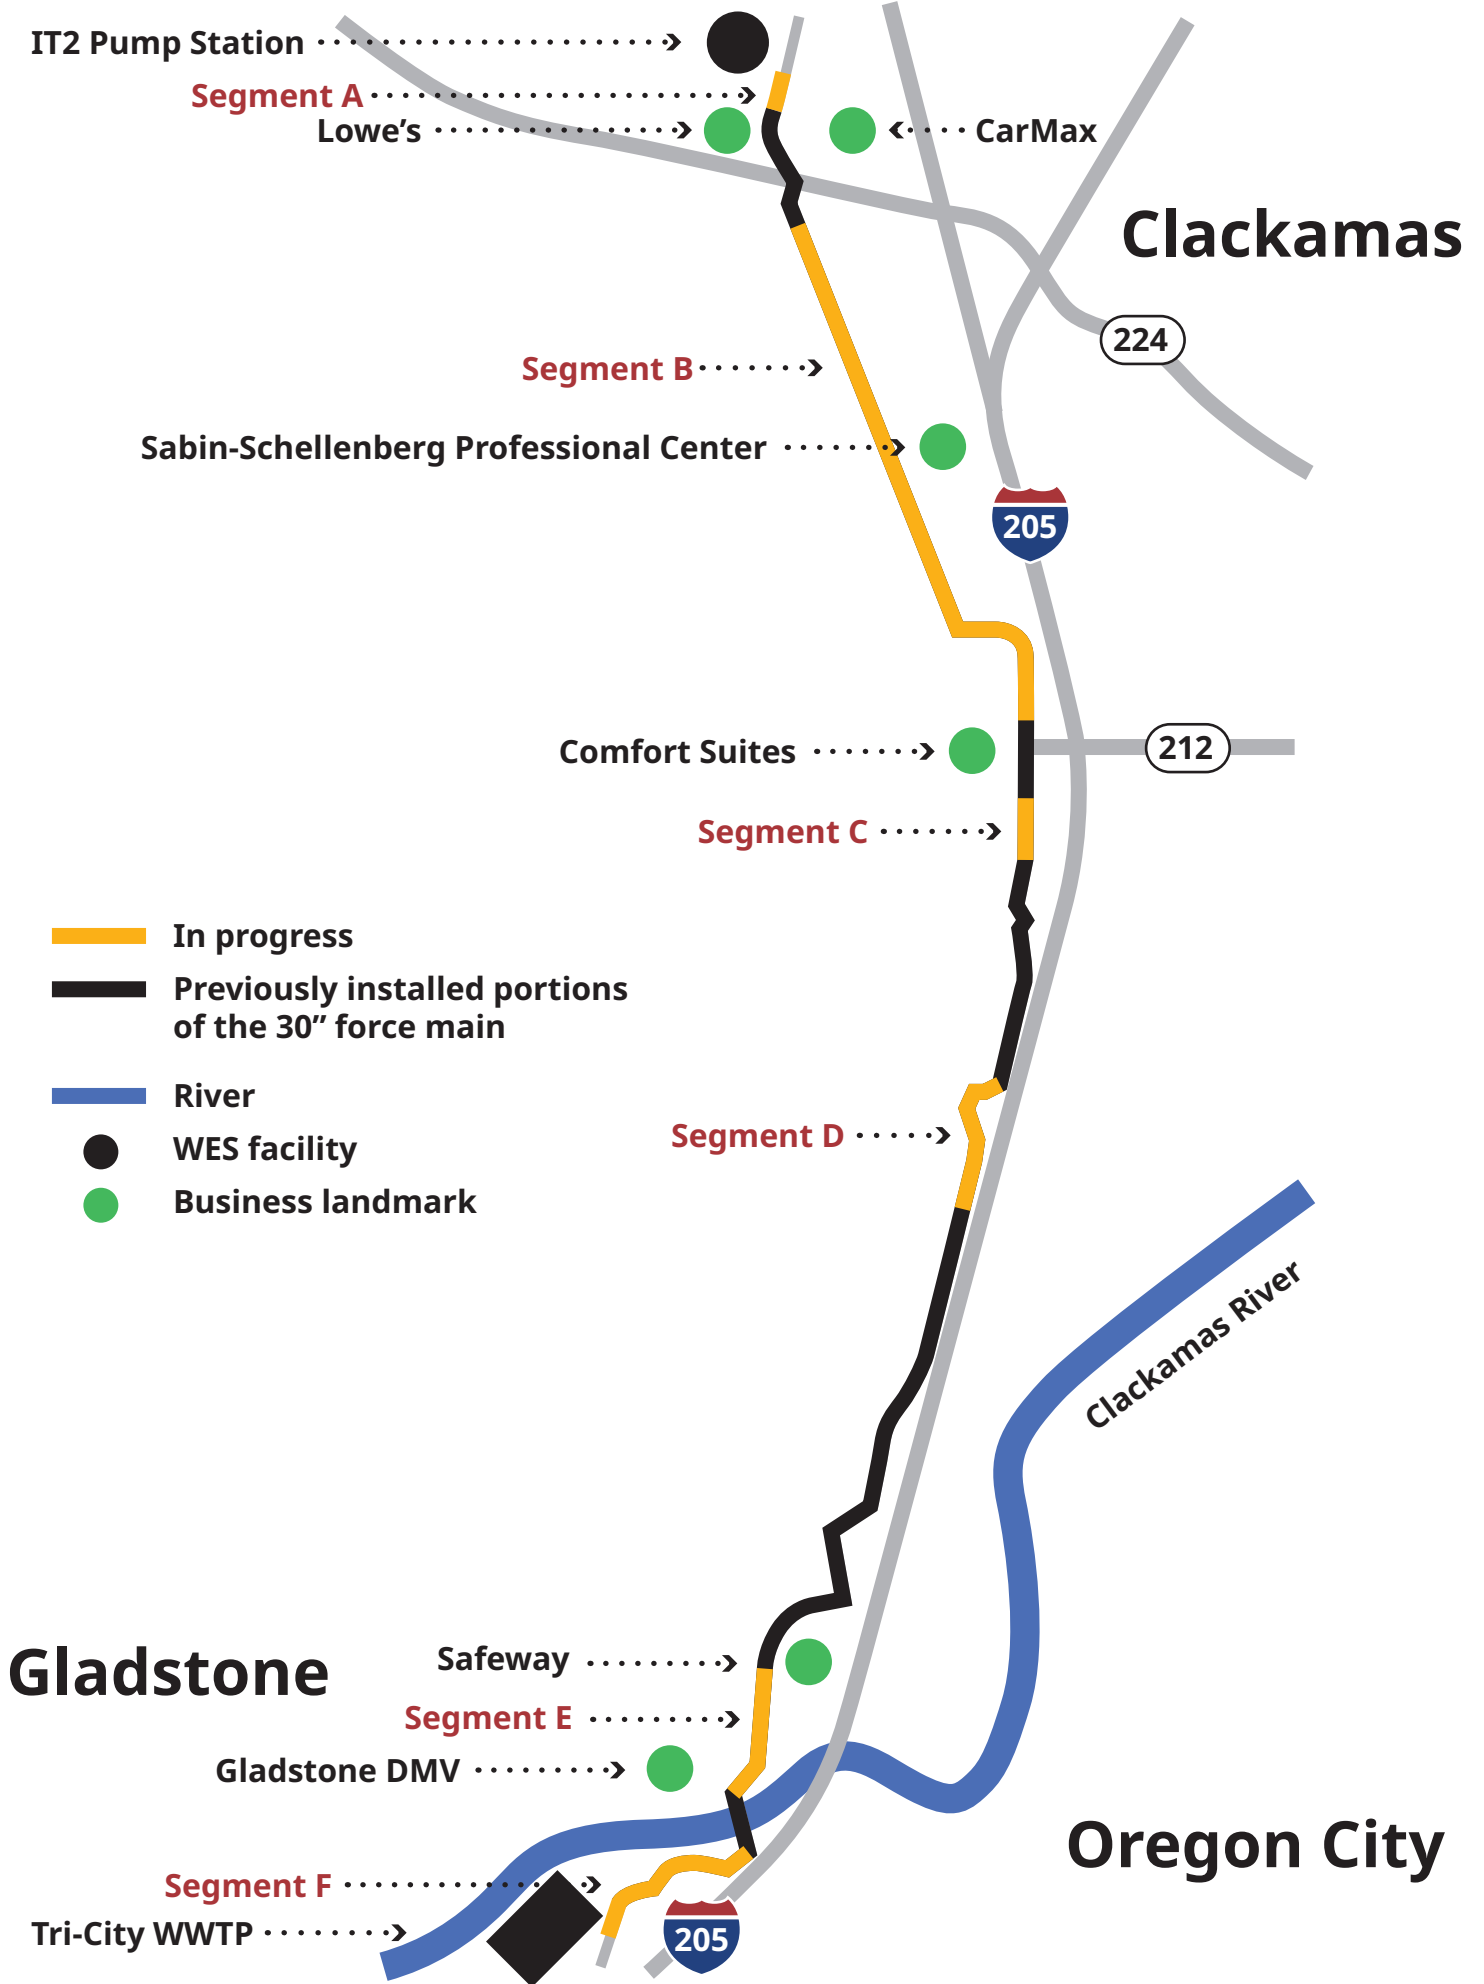 IT2 Pump Station
Segment A
Lowe’s
CarMax
Clackamas
224
Segment B
Sabin-Schellenberg Professional Center
205
Comfort Suites
212
Segment C
In progress
Previously installed portions
of the 30” force main
River
WES facility
Business landmark
Segment D
Clackamas River
Gladstone
Safeway
Segment E
Gladstone DMV
Oregon City
Segment F
Tri-City WWTP
205